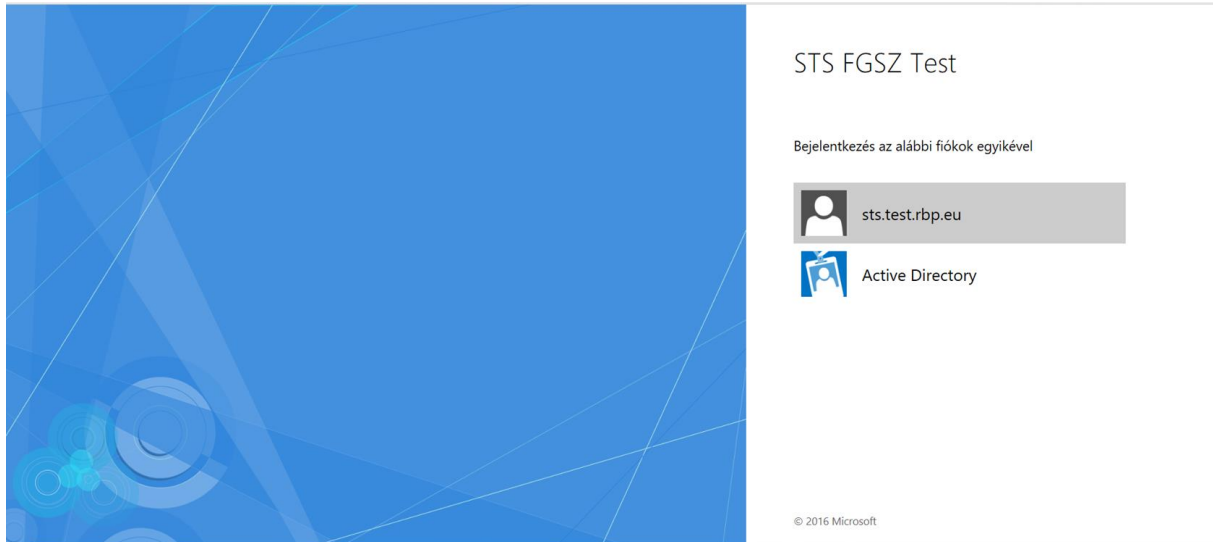 STS FGSZ Test
Bejelentkezés az alábbi fiókok egyikével
sts.test.rbp.eu
Active Directory
© 2016 Microsoft